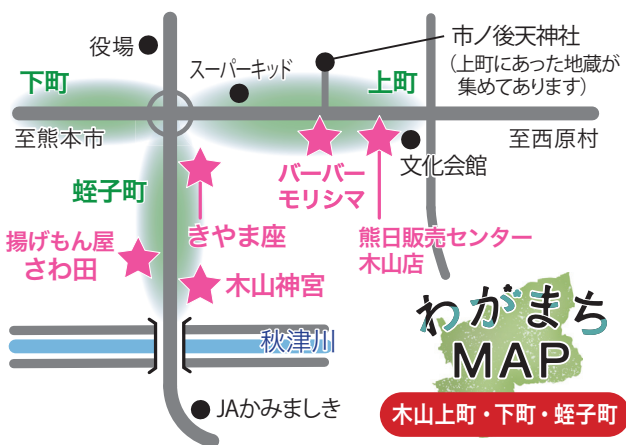 役場
市ノ後天神社
(上町にあった地蔵が
集めてあります)
スーパーキッド
下町
上町
至熊本市
至西原村
文化会館
バーバー
モリシマ
蛭子町
きやま座
熊日販売センター
木山店
揚げもん屋
さわ田
木山神宮
秋津川
JAかみましき
わがまち
MAP
木山上町・下町・蛭子町